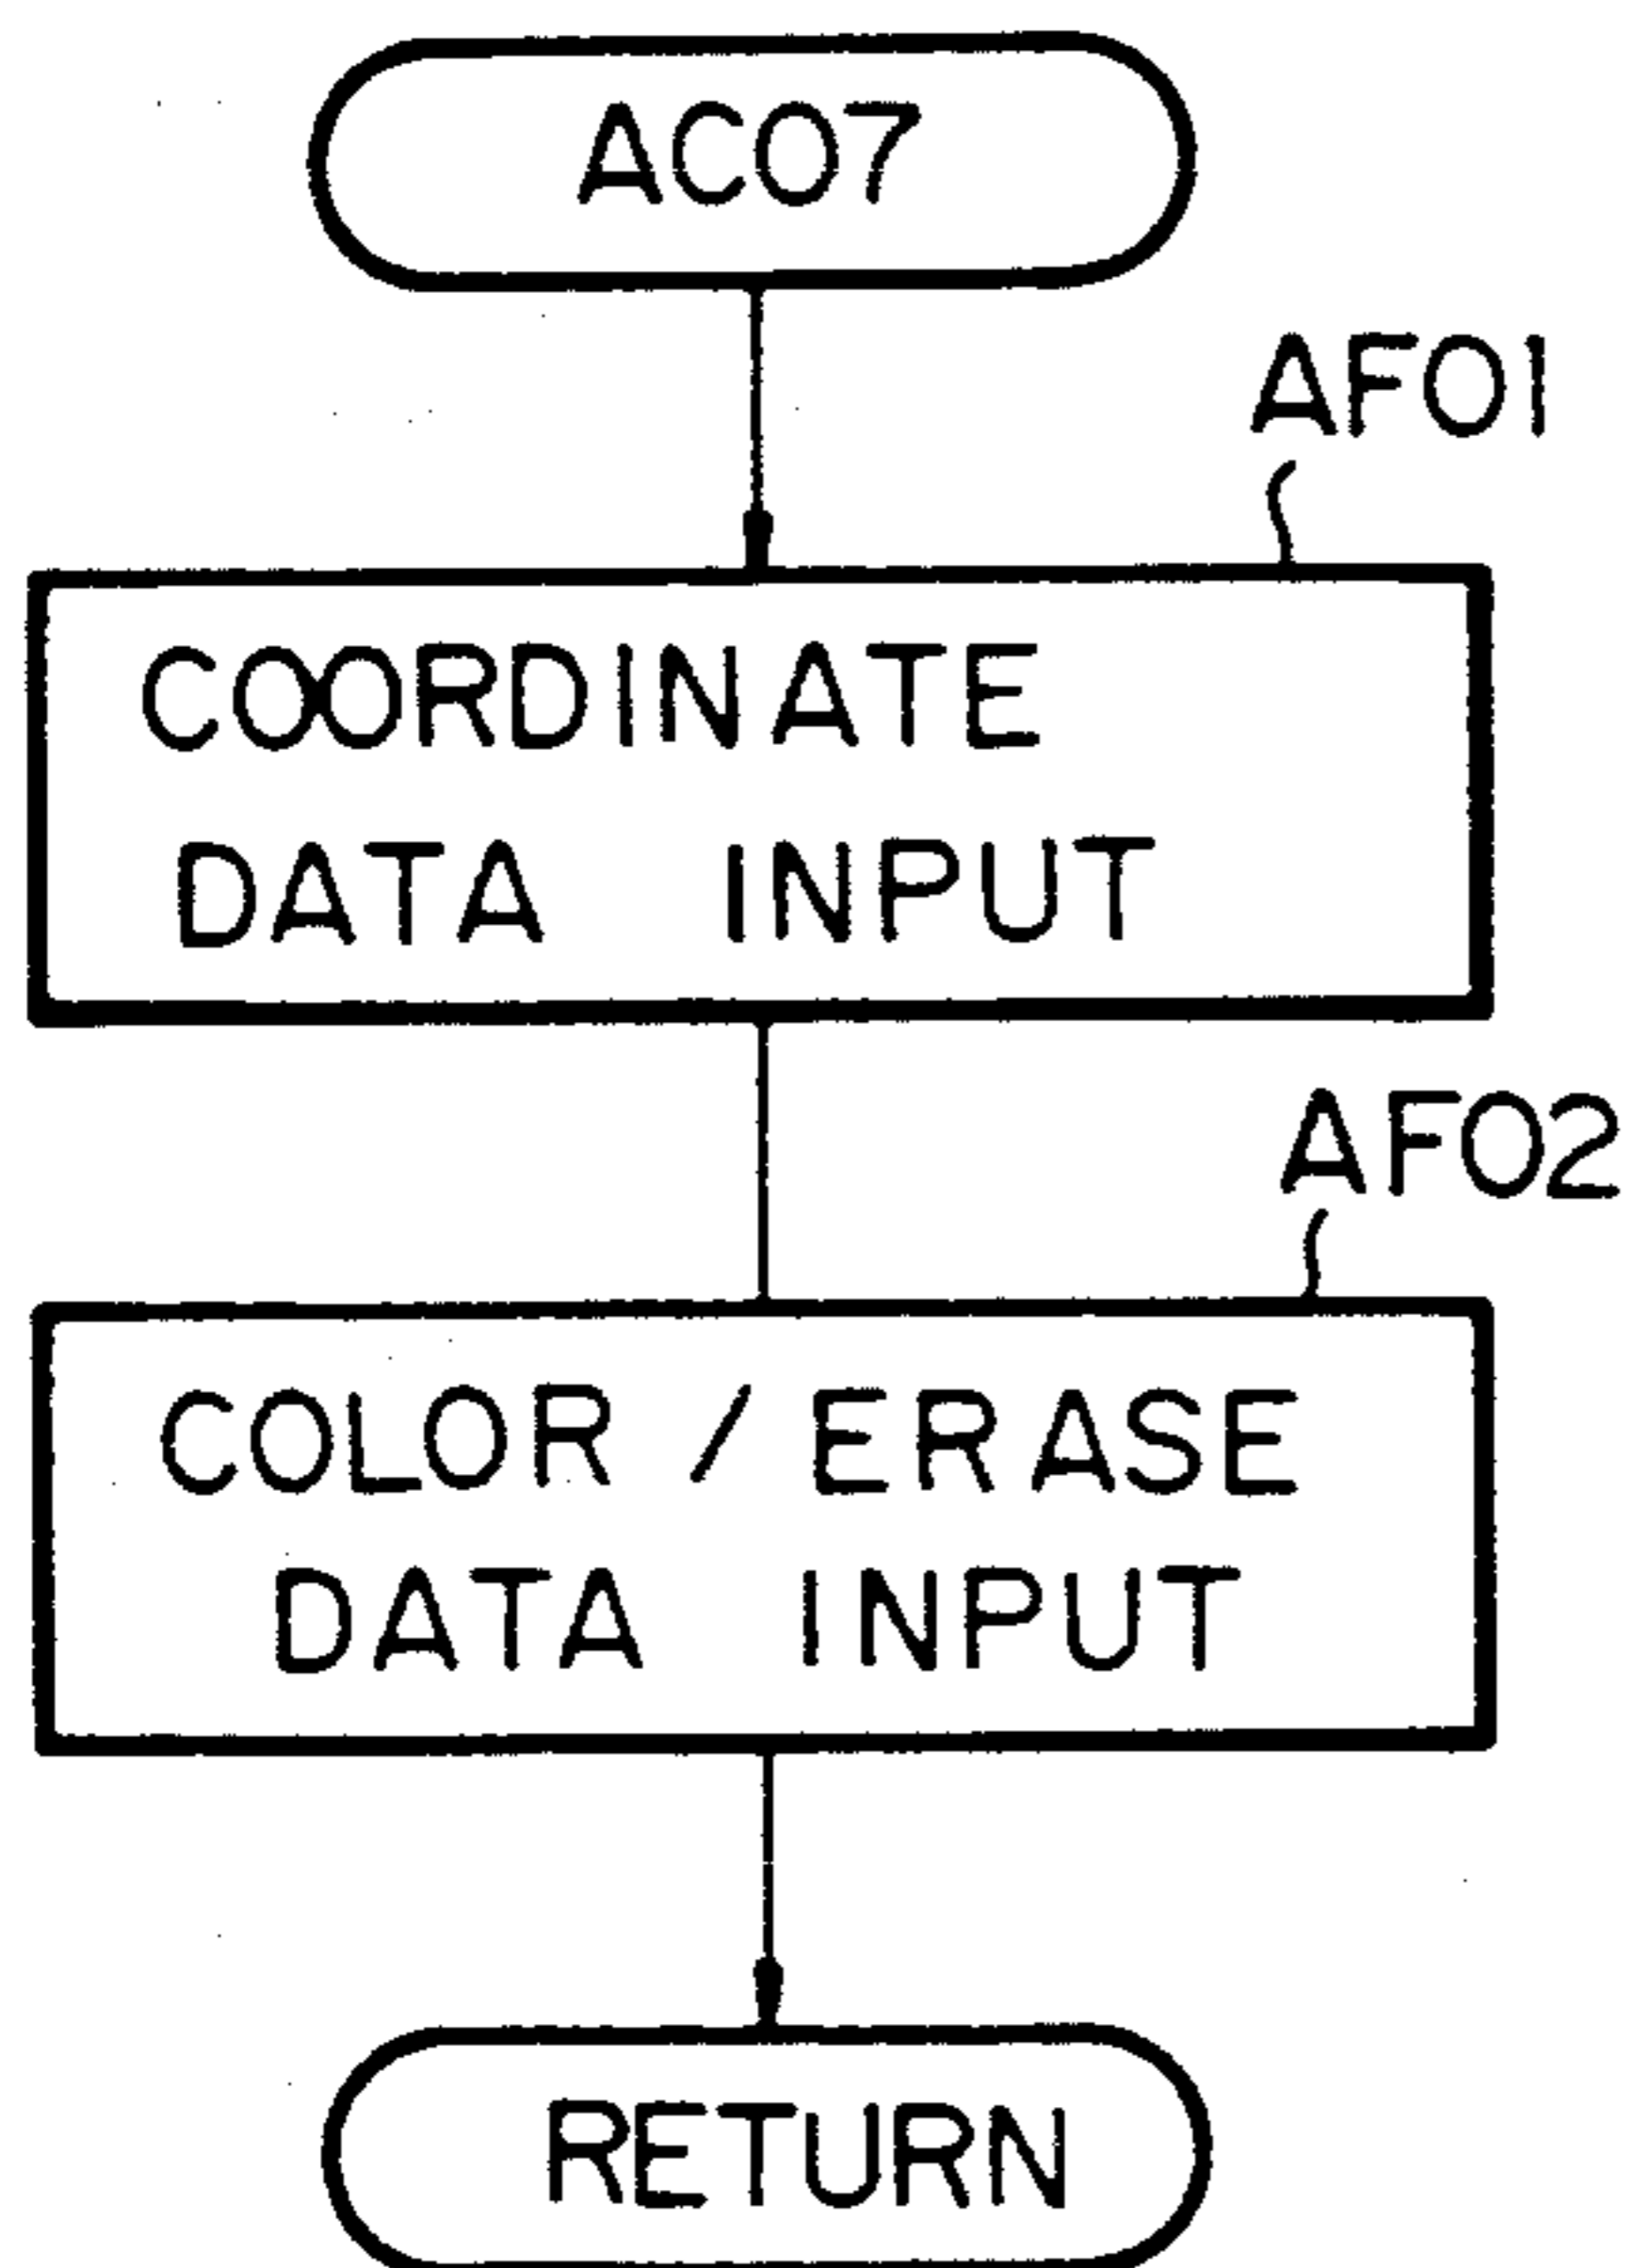 AC07
AF01
COORDINATE
DATA INPUT
AF02
COLOR / ERASE
DATA INPUT
RETURN